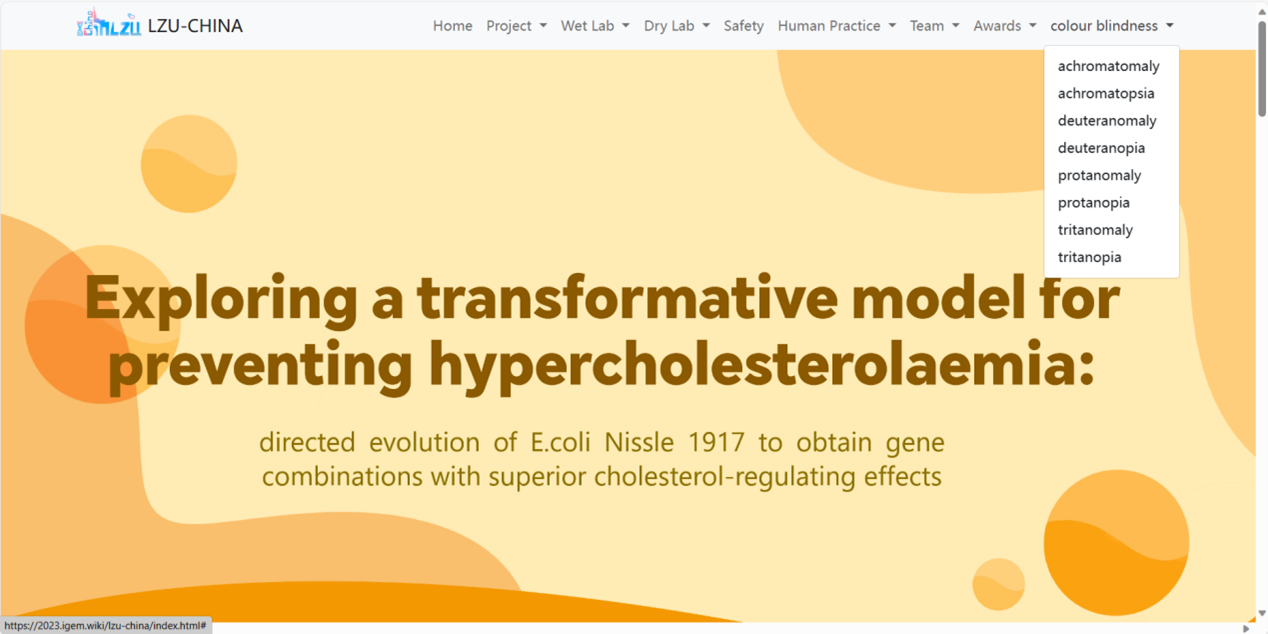 LZU LZU-CHINA Home Project Wet Lab Dry Lab Safety Human Practice Team Awards colour blindness
achromatomaly
achromatopsia
deuteranomaly
deuteranopia
protanomaly
protanopia
tritanomaly
tritanopia
Exploring a transformative model for
preventing hypercholesterolaemia:
directed evolution of E.coli Nissle 1917 to obtain gene
combinations with superior cholesterol-regulating effects
https://2023.igem.wiki/lzu-china/index.html#